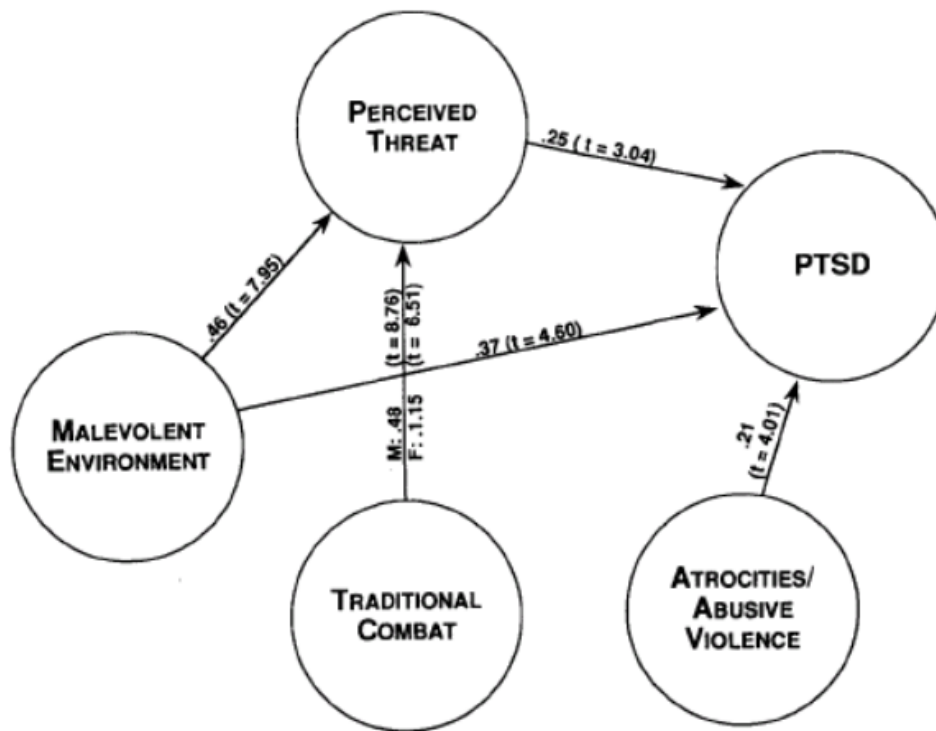 PERCEIVED
THREAT
.25 ( t = 3.04)
PTSD
.46 (t = 7.95)
(t = 8.76)
(t = 6.51)
.37 (t = 4.60)
M: .48
F: .1.15
MALEVOLENT
ENVIRONMENT
.21
(t = 4.01)
TRADITIONAL
COMBAT
ATROCITIES/
ABUSIVE
VIOLENCE